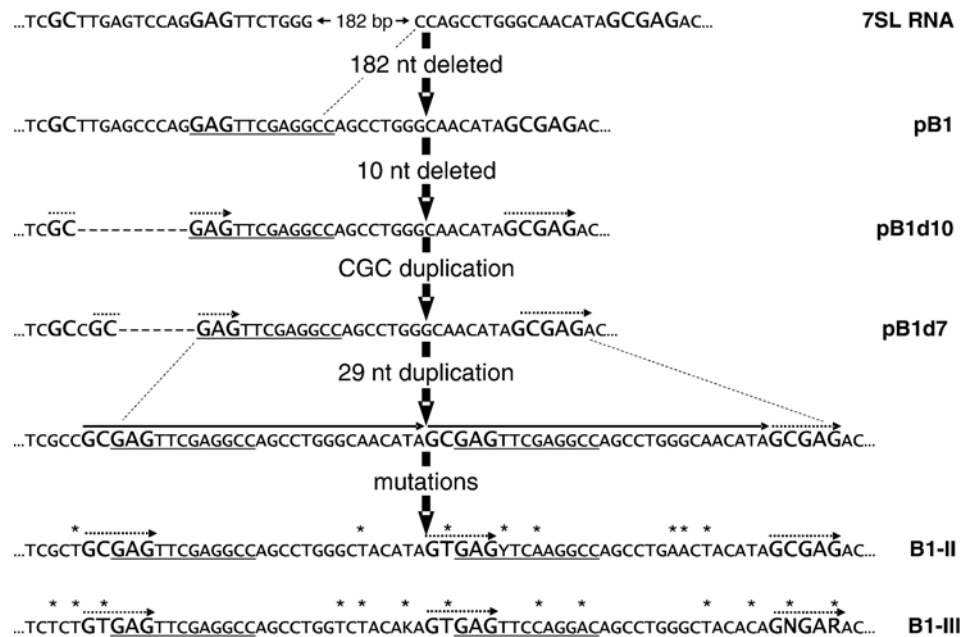 ...TCGCTTGAGTCCAGGAGTTCTGGG ← 182 bp → CCAGCCTGGGCAACATAGCGAGAC... 7SL RNA
182 nt deleted
...TCGCTTGAGCCCAGGAGTTCGAGGCCAGCCTGGGCAACATAGCGAGAC... pB1
10 nt deleted
...TCGC----------GAGTTCGAGGCCAGCCTGGGCAACATAGCGAGAC... pB1d10
CGC duplication
...TCGCCGC-------GAGTTCGAGGCCAGCCTGGGCAACATAGCGAGAC... pB1d7
29 nt duplication
...TCGCCGCGAGTTCGAGGCCAGCCTGGGCAACATAGCGAGTTCGAGGCCAGCCTGGGCAACATAGCGAGAC...
mutations
* * * * * * * *
...TCGCTGCGAGTTCGAGGCCAGCCTGGGCTACATAGTGAGYTCAAGGCCAGCCTGAACTACATAGCGAGAC... B1-II
* * * * * * * * * * * * *
...TCTCTGTGAGTTCGAGGCCAGCCTGGTCTACAKAGTGAGTTCCAGGACAGCCTGGGCTACACAGNGARAC... B1-III